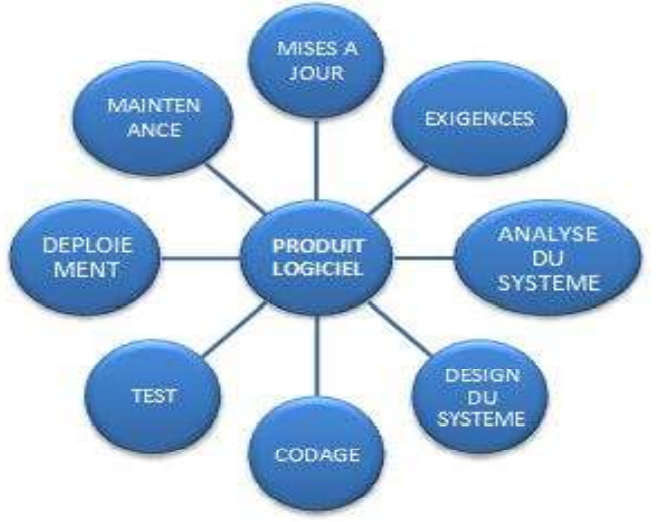 MISES A
JOUR
EXIGENCES
ANALYSE
DU
SYSTEME
DESIGN
DU
SYSTEME
CODAGE
TEST
DEPLOIE
MENT
MAINTEN
ANCE
PRODUIT
LOGICIEL